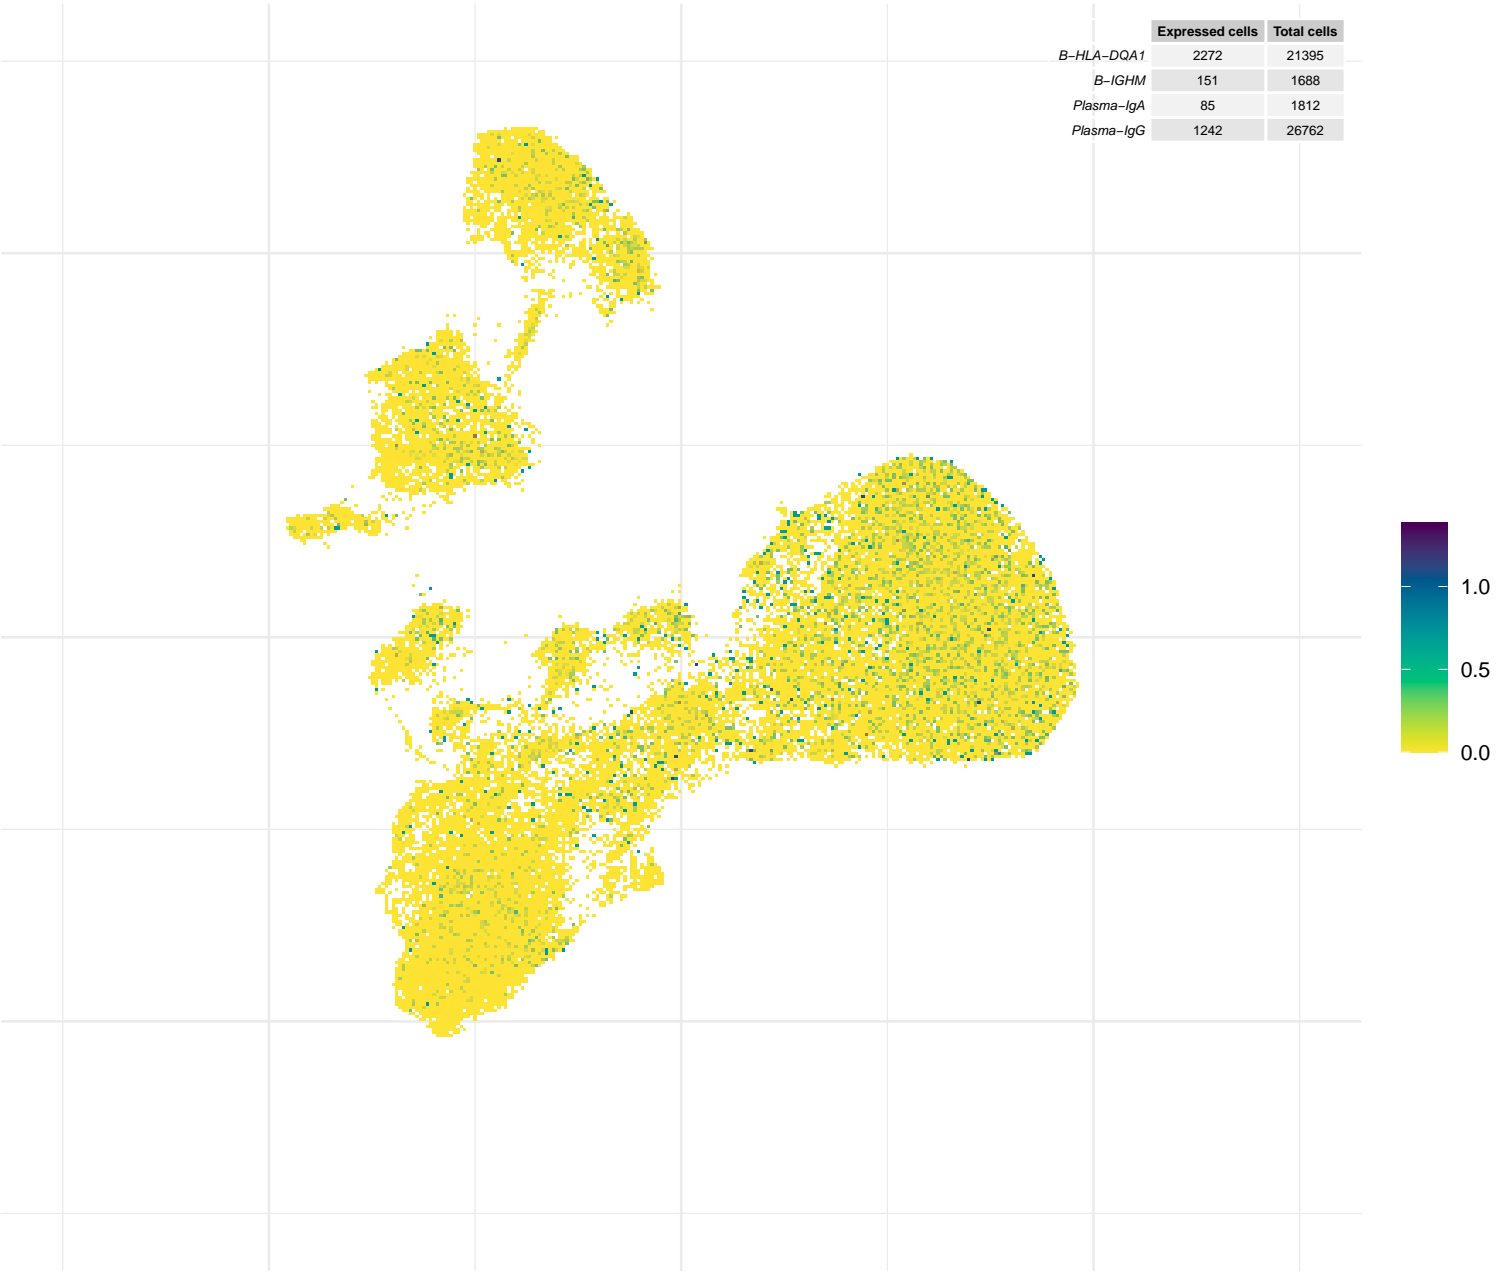 Expressed cells Total cells
B−HLA−DQA1 2272 21395
B−IGHM 151 1688
Plasma−IgA 85 1812
Plasma−IgG 1242 26762
1.0
0.5
0.0